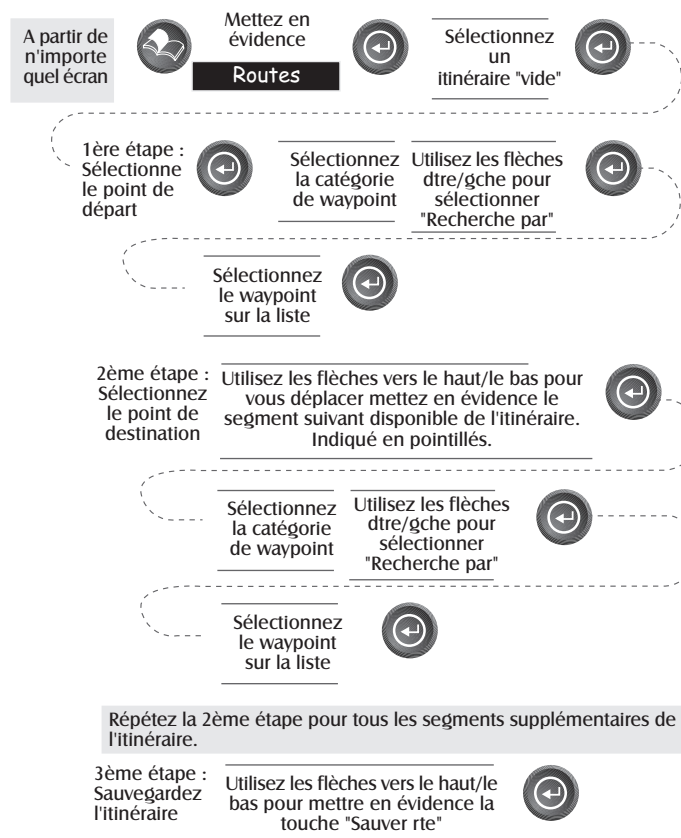 A partir de
n'importe
quel écran
Mettez en
évidence
Routes
Sélectionnez
un
itinéraire "vide"
1ère étape :
Sélectionne
le point de
départ
Sélectionnez
la catégorie
de waypoint
Utilisez les flèches
dtre/gche pour
sélectionner
"Recherche par"
Sélectionnez
le waypoint
sur la liste
2ème étape :
Sélectionnez
le point de
destination
Utilisez les flèches vers le haut/le bas pour
vous déplacer mettez en évidence le
segment suivant disponible de l'itinéraire.
Indiqué en pointillés.
Sélectionnez
la catégorie
de waypoint
Utilisez les flèches
dtre/gche pour
sélectionner
"Recherche par"
Sélectionnez
le waypoint
sur la liste
Répétez la 2ème étape pour tous les segments supplémentaires de
l'itinéraire.
3ème étape :
Sauvegardez
l'itinéraire
Utilisez les flèches vers le haut/le
bas pour mettre en évidence la
touche "Sauver rte"